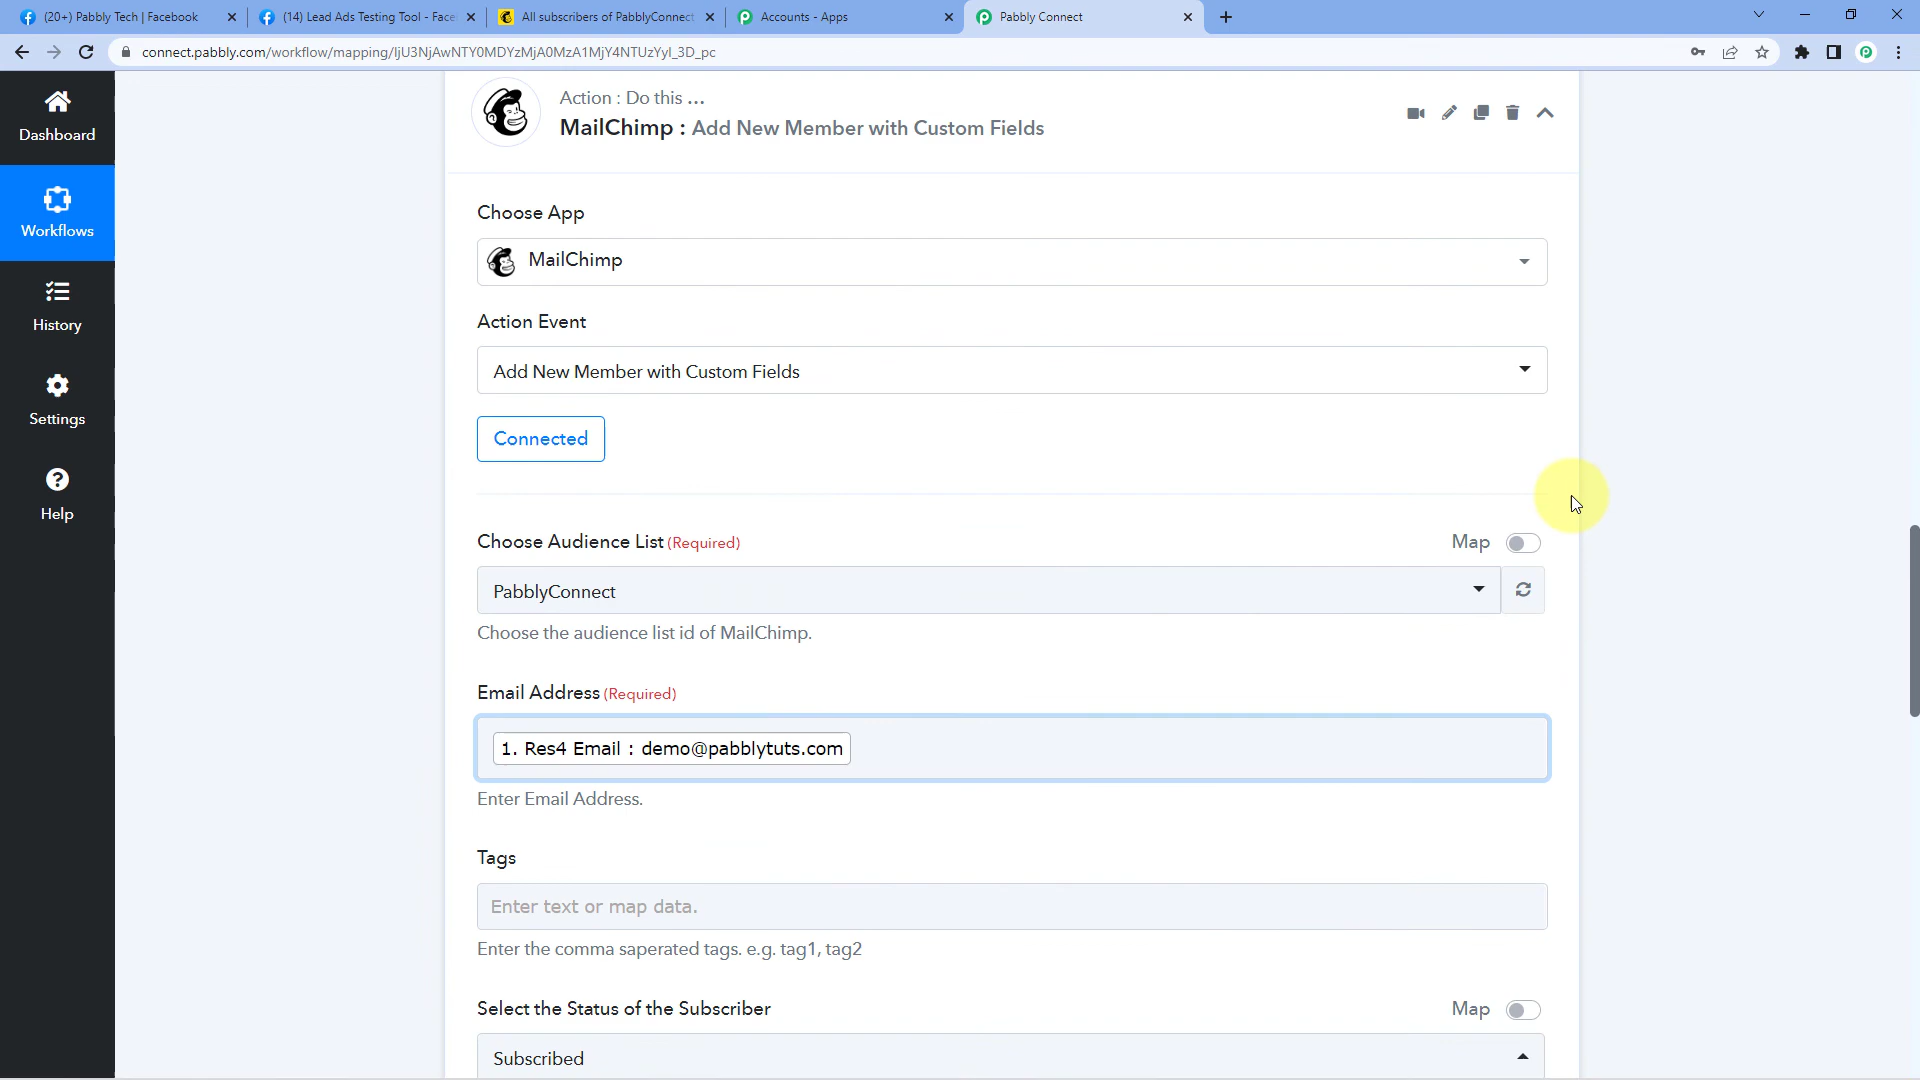 (20+) Pabbly Tech | Facebook
(14) Lead Ads Testing Tool - Face
All subscribers of PabblyConnect
Accounts - Apps
Pabbly Connect
connect.pabbly.com/workflow/mapping/IjU3NjAwNTY0MDYzMjA0MzA1MjY4NTUzYyI_3D_pc
Dashboard
Workflows
History
Settings
Help
Action : Do this ...
MailChimp : Add New Member with Custom Fields
Choose App
MailChimp
Action Event
Add New Member with Custom Fields
Connected
Choose Audience List (Required)
Map
PabblyConnect
Choose the audience list id of MailChimp.
Email Address (Required)
1. Res4 Email : demo@pabblytuts.com
Enter Email Address.
Tags
Enter text or map data.
Enter the comma saperated tags. e.g. tag1, tag2
Select the Status of the Subscriber
Map
Subscribed